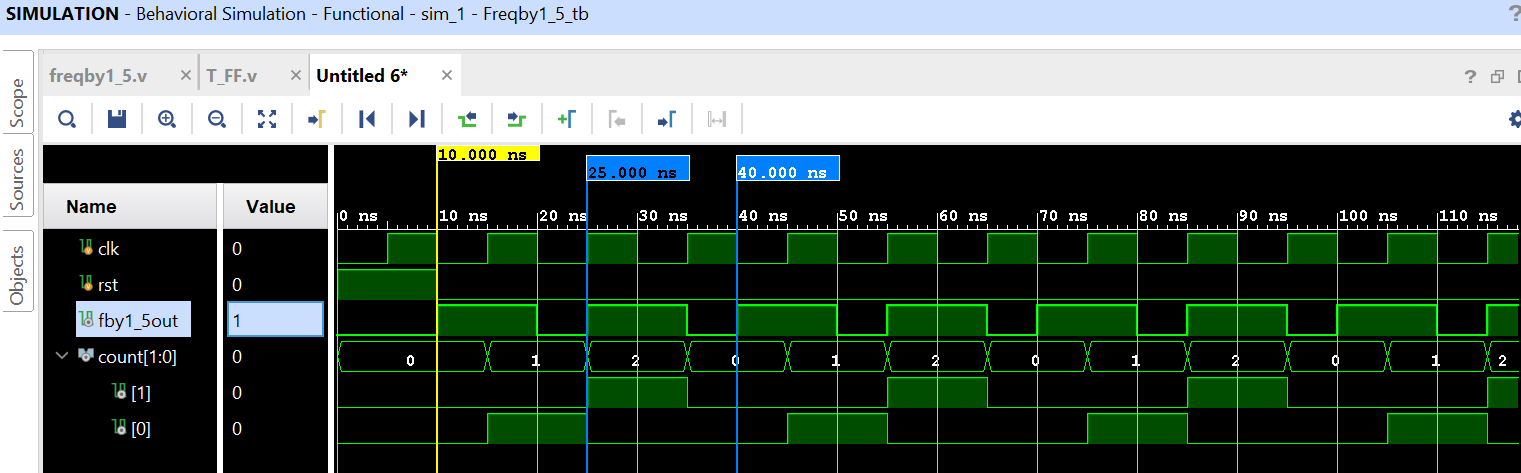 SIMULATION - Behavioral Simulation - Functional - sim_1 - Freqby1_5_tb ?
Scope
Sources
Objects
freqby1_5.v × T_FF.v × Untitled 6* × ?
10.000 ns
25.000 ns 40.000 ns
Name Value
0 ns 10 ns 20 ns 30 ns 40 ns 50 ns 60 ns 70 ns 80 ns 90 ns 100 ns 110 ns
clk 0
rst 0
fby1_5out 1
count[1:0] 0 0 1 2 0 1 2 0 1 2 0 1 2
[1] 0
[0] 0